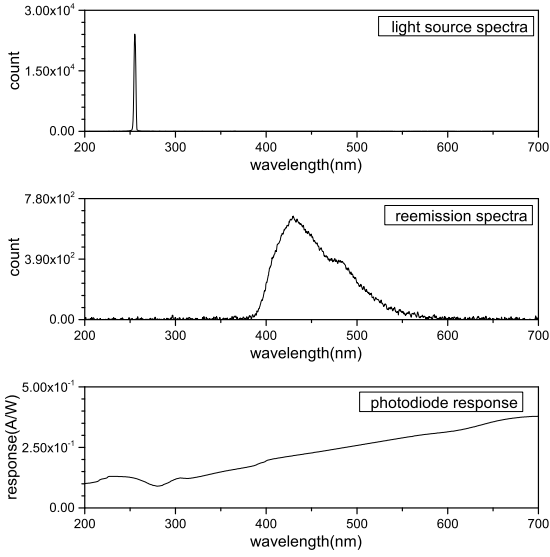 3.00x10⁴
light source spectra
1.50x10⁴
count
0.00
200 300 400 500 600 700
wavelength(nm)
7.80x10²
reemission spectra
3.90x10²
count
0.00
200 300 400 500 600 700
wavelength(nm)
5.00x10⁻¹
photodiode response
2.50x10⁻¹
response(A/W)
0.00
200 300 400 500 600 700
wavelength(nm)